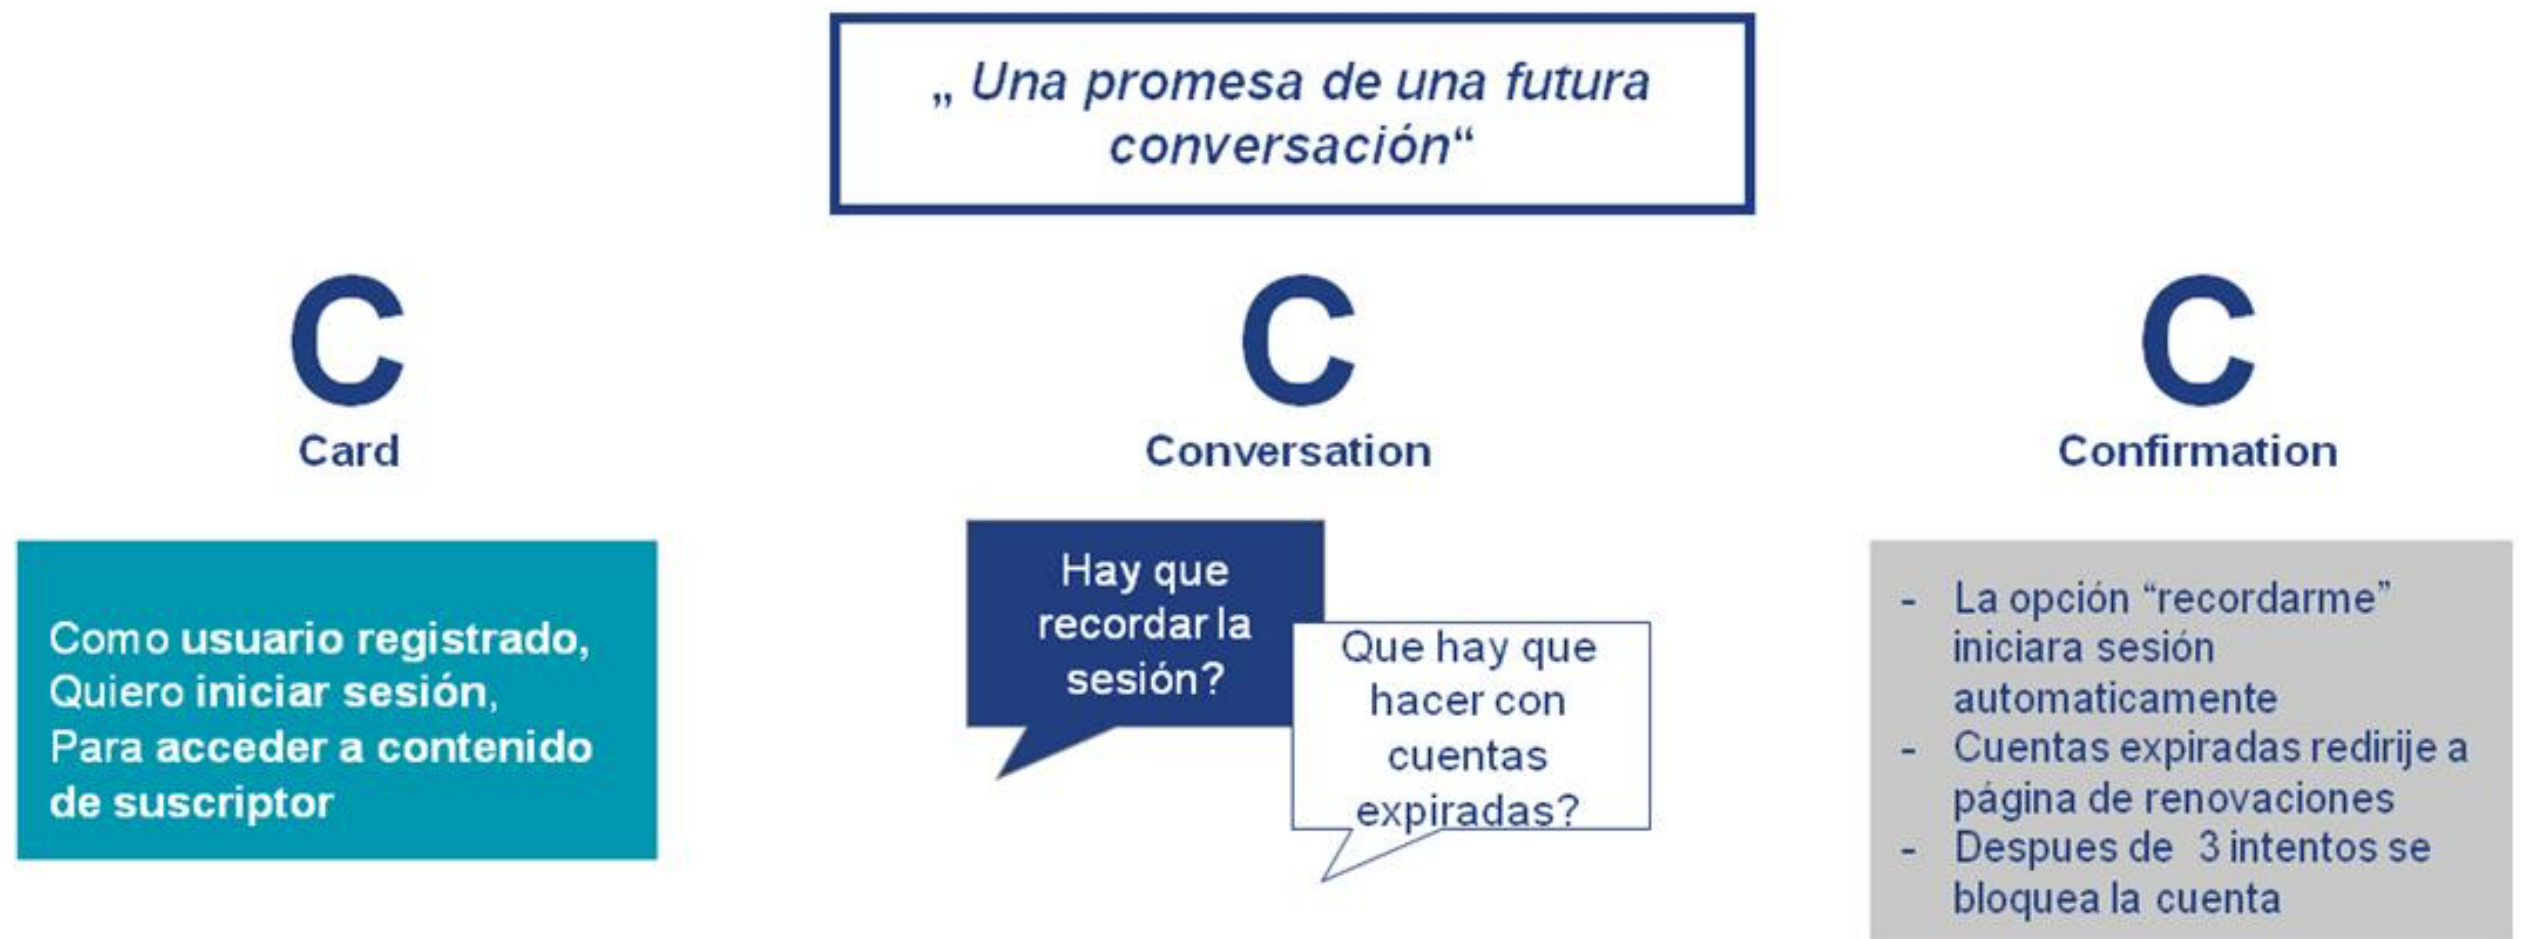 „ Una promesa de una futura
conversación“
C
Card
Como usuario registrado,
Quiero iniciar sesión,
Para acceder a contenido
de suscriptor
C
Conversation
Hay que
recordar la
sesión?
Que hay que
hacer con
cuentas
expiradas?
C
Confirmation
- La opción “recordarme”
iniciara sesión
automaticamente
- Cuentas expiradas redirije a
página de renovaciones
- Despues de 3 intentos se
bloquea la cuenta